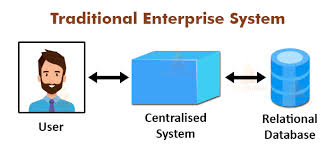 Traditional Enterprise System
User
Centralised
System
Relational
Database